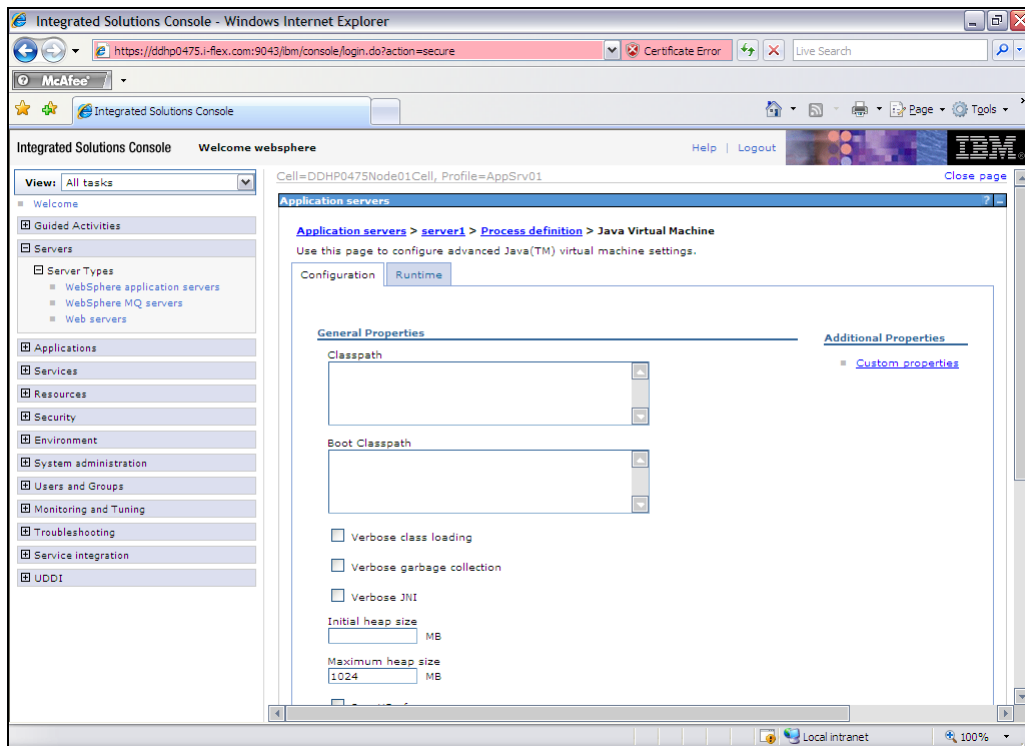 Integrated Solutions Console - Windows Internet Explorer
https://ddhp0475.i-flex.com:9043/ibm/console/login.do?action=secure
Certificate Error
Live Search
McAfee
Integrated Solutions Console
Page
Tools
Integrated Solutions Console Welcome websphere
Help | Logout
IBM
View: All tasks
Cell=DDHP0475Node01Cell, Profile=AppSrv01
Close page
Welcome
Guided Activities
Servers
Server Types
WebSphere application servers
WebSphere MQ servers
Web servers
Applications
Services
Resources
Security
Environment
System administration
Users and Groups
Monitoring and Tuning
Troubleshooting
Service integration
UDDI
Application servers
?
Application servers > server1 > Process definition > Java Virtual Machine
Use this page to configure advanced Java(TM) virtual machine settings.
Configuration
Runtime
General Properties
Classpath
Boot Classpath
Verbose class loading
Verbose garbage collection
Verbose JNI
Initial heap size
MB
Maximum heap size
1024 MB
Additional Properties
Custom properties
Local intranet
100%